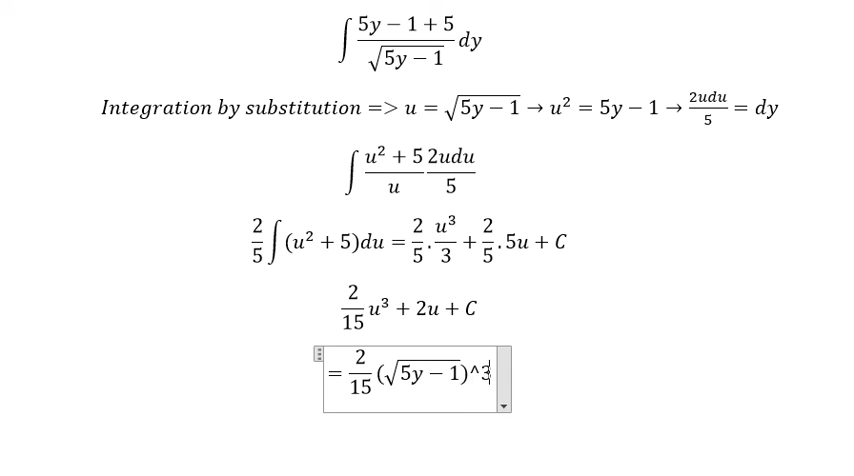 ∫ (5y − 1 + 5)/√(5y − 1) dy
Integration by substitution => u = √(5y − 1) → u² = 5y − 1 → 2udu/5 = dy
∫ (u² + 5)/u 2udu/5
2/5 ∫ (u² + 5)du = 2/5 . u³/3 + 2/5 . 5u + C
2/15 u³ + 2u + C
= 2/15 (√(5y − 1))^3